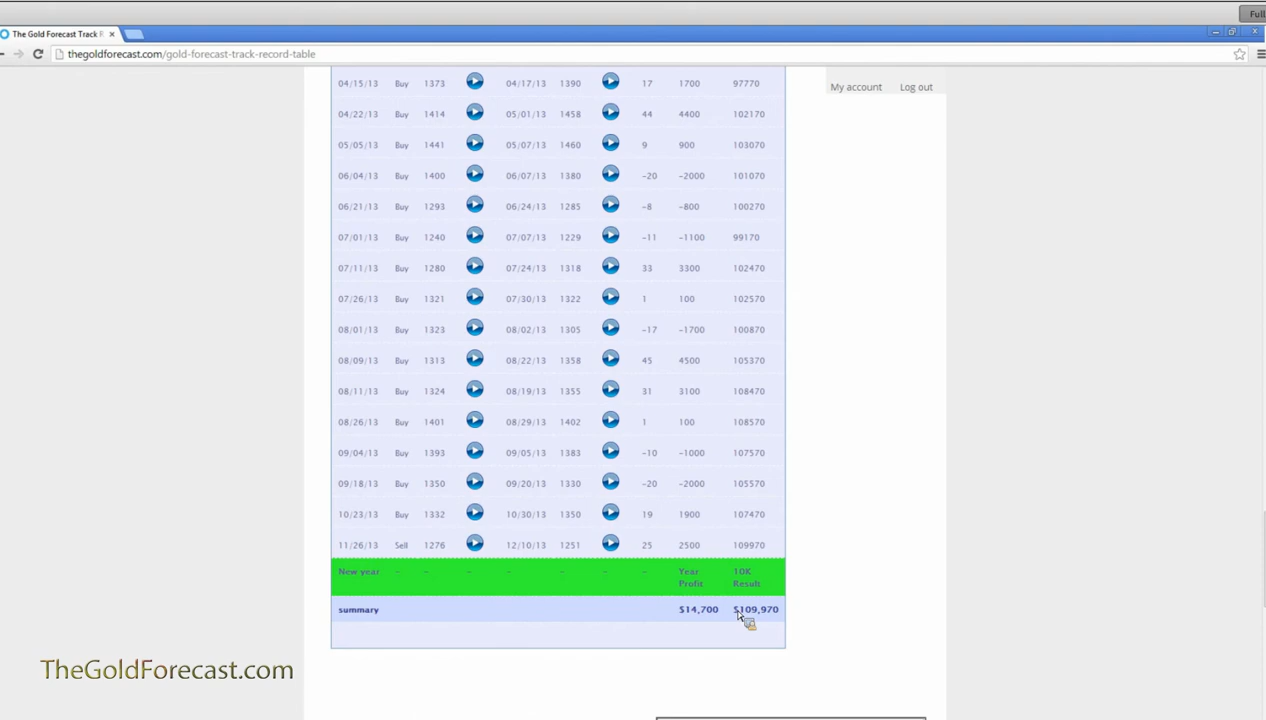 Full
The Gold Forecast Track R
thegoldforecast.com/gold-forecast-track-record-table
My account Log out
04/15/13 Buy 1373 04/17/13 1390 17 1700 97770
04/22/13 Buy 1414 05/01/13 1458 44 4400 102170
05/05/13 Buy 1441 05/07/13 1460 9 900 103070
06/04/13 Buy 1400 06/07/13 1380 -20 -2000 101070
06/21/13 Buy 1293 06/24/13 1285 -8 -800 100270
07/01/13 Buy 1240 07/07/13 1229 -11 -1100 99170
07/11/13 Buy 1280 07/24/13 1318 33 3300 102470
07/26/13 Buy 1321 07/30/13 1322 1 100 102570
08/01/13 Buy 1323 08/02/13 1305 -17 -1700 100870
08/09/13 Buy 1313 08/22/13 1358 45 4500 105370
08/11/13 Buy 1324 08/19/13 1355 31 3100 108470
08/26/13 Buy 1401 08/29/13 1402 1 100 108570
09/04/13 Buy 1393 09/05/13 1383 -10 -1000 107570
09/18/13 Buy 1350 09/20/13 1330 -20 -2000 105570
10/23/13 Buy 1332 10/30/13 1350 19 1900 107470
11/26/13 Sell 1276 12/10/13 1251 25 2500 109970
New year - - - - - - - Year Profit 10K Result
summary $14,700 $109,970
TheGoldForecast.com